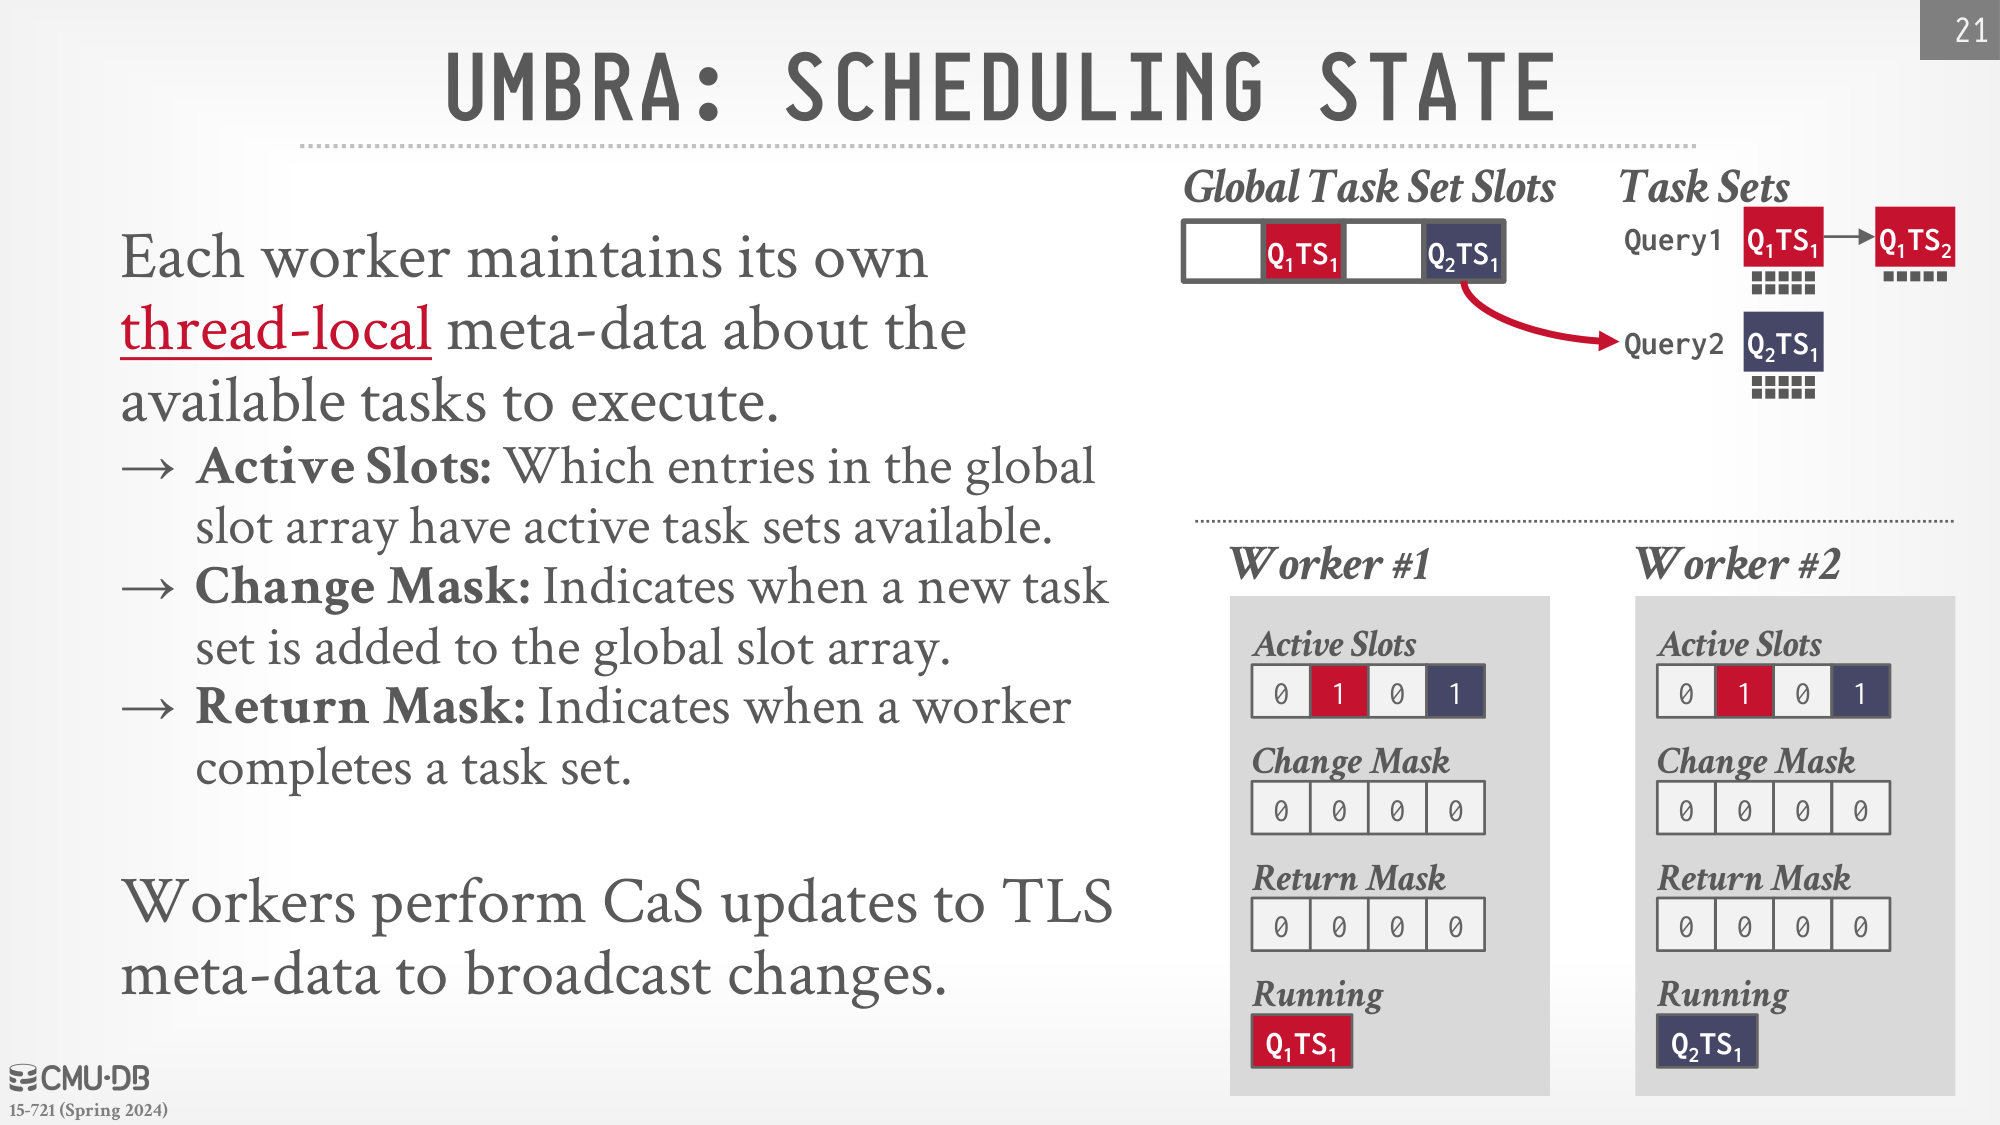 21
UMBRA: SCHEDULING STATE
Each worker maintains its own
thread-local meta-data about the
available tasks to execute.
→ Active Slots: Which entries in the global
slot array have active task sets available.
→ Change Mask: Indicates when a new task
set is added to the global slot array.
→ Return Mask: Indicates when a worker
completes a task set.
Workers perform CaS updates to TLS
meta-data to broadcast changes.
Global Task Set Slots
Q₁TS₁ Q₂TS₁
Task Sets
Query1 Q₁TS₁ Q₁TS₂
Query2 Q₂TS₁
Worker #1
Active Slots
0 1 0 1
Change Mask
0 0 0 0
Return Mask
0 0 0 0
Running
Q₁TS₁
Worker #2
Active Slots
0 1 0 1
Change Mask
0 0 0 0
Return Mask
0 0 0 0
Running
Q₂TS₁
CMU·DB
15-721 (Spring 2024)